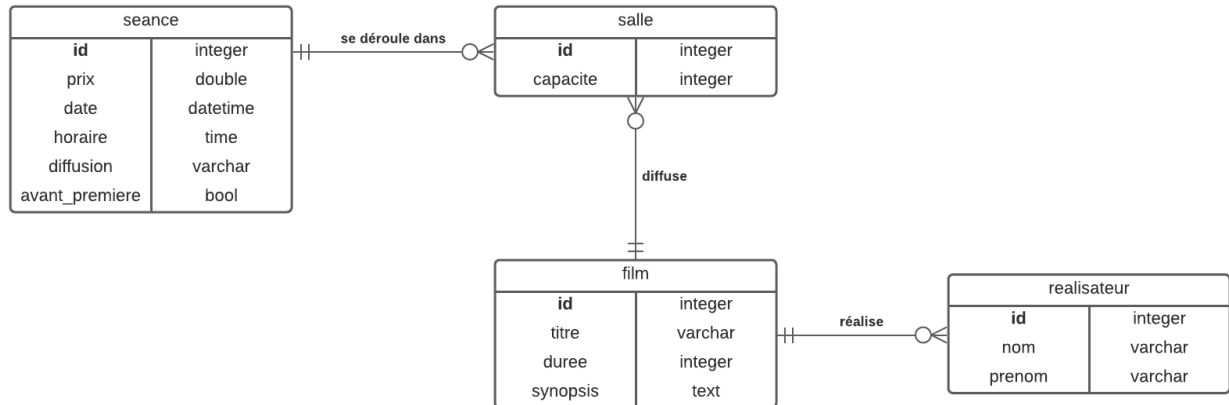 seance
id integer
prix double
date datetime
horaire time
diffusion varchar
avant_premiere bool
se déroule dans
salle
id integer
capacite integer
diffuse
film
id integer
titre varchar
duree integer
synopsis text
réalise
realisateur
id integer
nom varchar
prenom varchar